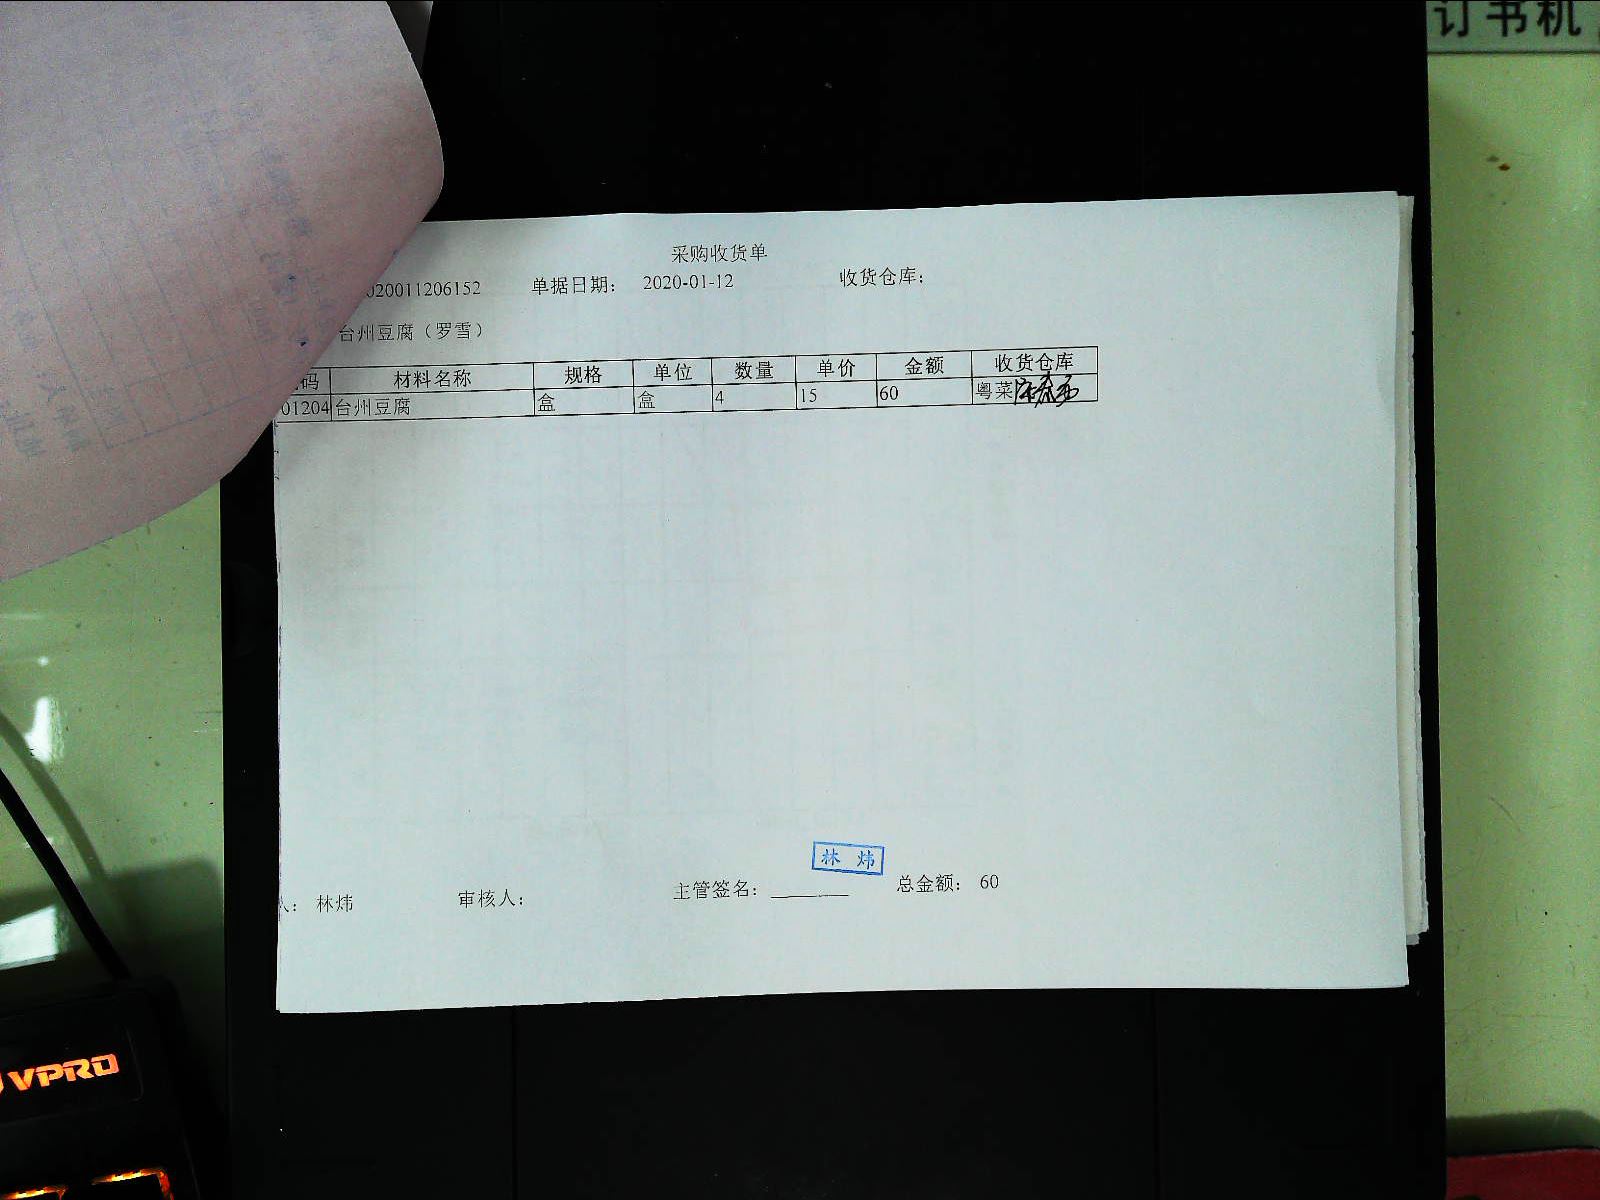 订书机
采购收货单
020011206152 单据日期： 2020-01-12 收货仓库：
台州豆腐（罗雪）
码 材料名称 规格 单位 数量 单价 金额 收货仓库
01204 台州豆腐 盒 盒 4 15 60 粤菜
林炜
人： 林炜 审核人： 主管签名： 总金额： 60
VPRO